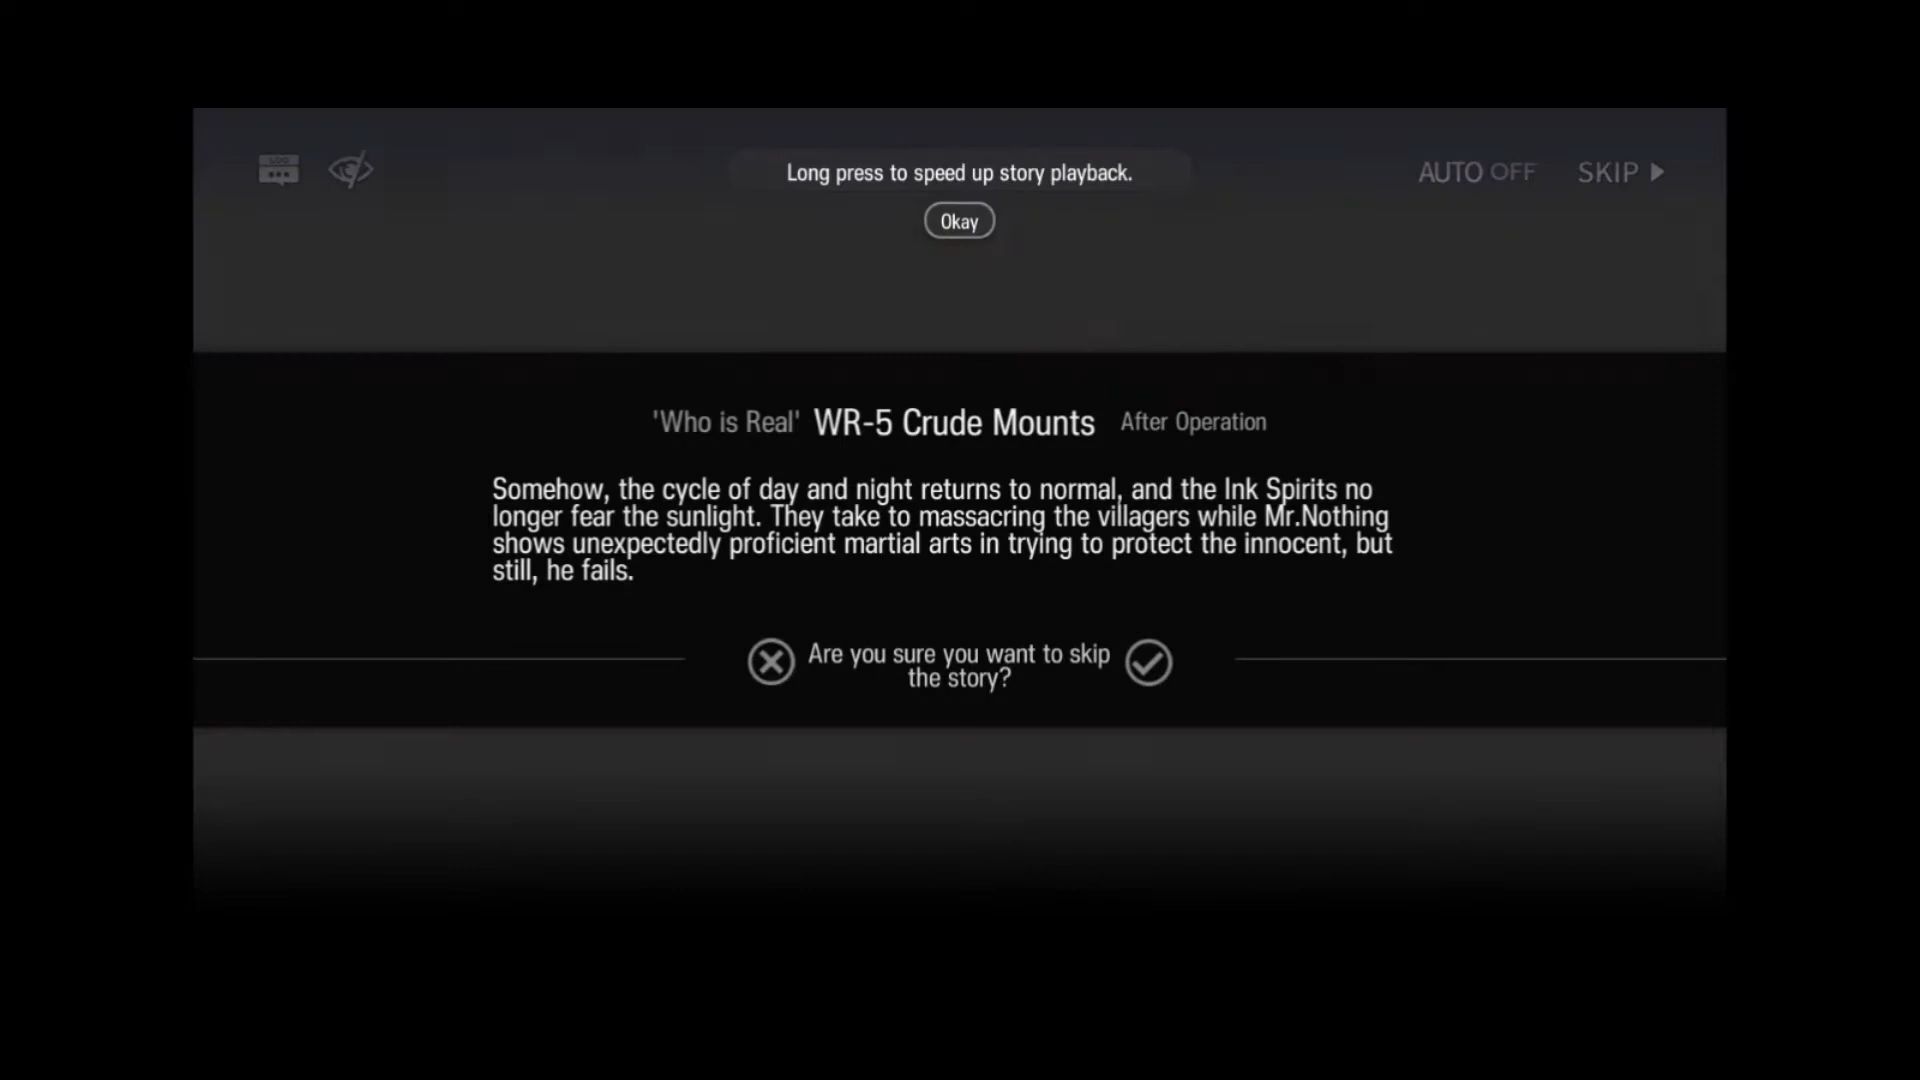 LOG
Long press to speed up story playback.
AUTO OFF
SKIP
Okay
'Who is Real' WR-5 Crude Mounts After Operation
Somehow, the cycle of day and night returns to normal, and the Ink Spirits no
longer fear the sunlight. They take to massacring the villagers while Mr.Nothing
shows unexpectedly proficient martial arts in trying to protect the innocent, but
still, he fails.
Are you sure you want to skip
the story?